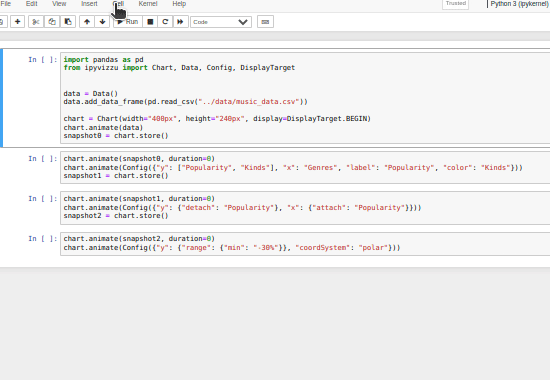 File Edit View Insert Cell Kernel Help Trusted Python 3 (ipykernel)
Run Code
In [ ]: import pandas as pd
from ipyvizzu import Chart, Data, Config, DisplayTarget
data = Data()
data.add_data_frame(pd.read_csv("../data/music_data.csv"))
chart = Chart(width="400px", height="240px", display=DisplayTarget.BEGIN)
chart.animate(data)
snapshot0 = chart.store()
In [ ]: chart.animate(snapshot0, duration=0)
chart.animate(Config({"y": ["Popularity", "Kinds"], "x": "Genres", "label": "Popularity", "color": "Kinds"}))
snapshot1 = chart.store()
In [ ]: chart.animate(snapshot1, duration=0)
chart.animate(Config({"y": {"detach": "Popularity"}, "x": {"attach": "Popularity"}}))
snapshot2 = chart.store()
In [ ]: chart.animate(snapshot2, duration=0)
chart.animate(Config({"y": {"range": {"min": "-30%"}}, "coordSystem": "polar"}))